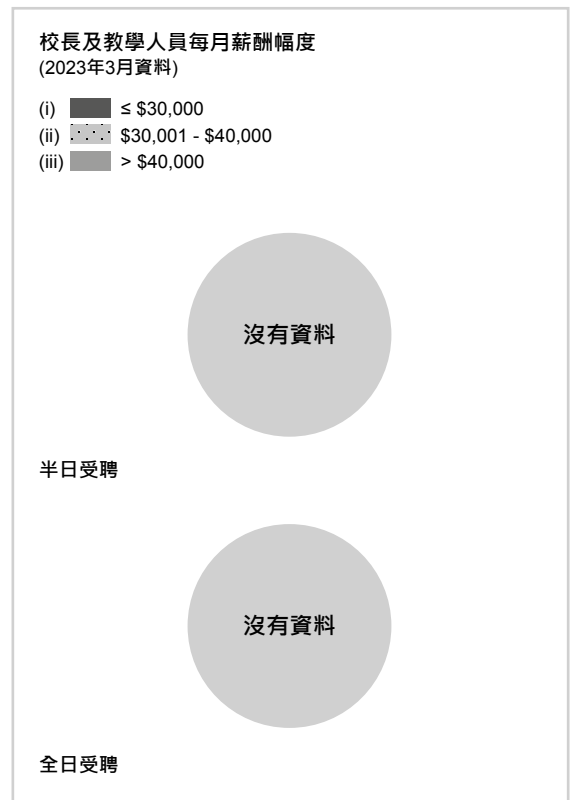 校長及教學人員每月薪酬幅度
(2023年3月資料)
(i) ≤ $30,000
(ii) $30,001 - $40,000
(iii) > $40,000
沒有資料
半日受聘
沒有資料
全日受聘